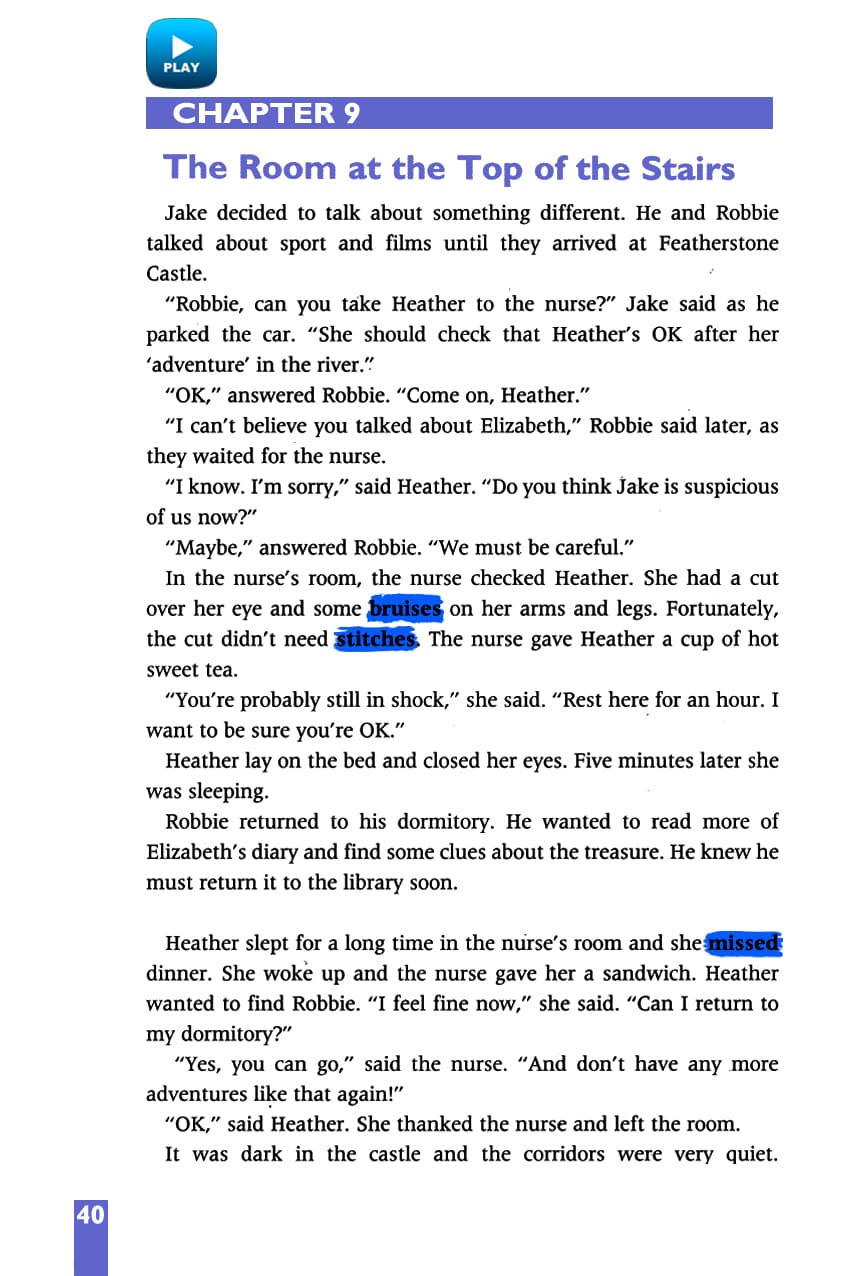 PLAY
CHAPTER 9
The Room at the Top of the Stairs
Jake decided to talk about something different. He and Robbie
talked about sport and films until they arrived at Featherstone
Castle.
“Robbie, can you take Heather to the nurse?” Jake said as he
parked the car. “She should check that Heather’s OK after her
‘adventure’ in the river.”
“OK,” answered Robbie. “Come on, Heather.”
“I can’t believe you talked about Elizabeth,” Robbie said later, as
they waited for the nurse.
“I know. I’m sorry,” said Heather. “Do you think Jake is suspicious
of us now?”
“Maybe,” answered Robbie. “We must be careful.”
In the nurse’s room, the nurse checked Heather. She had a cut
over her eye and some bruises on her arms and legs. Fortunately,
the cut didn’t need stitches. The nurse gave Heather a cup of hot
sweet tea.
“You’re probably still in shock,” she said. “Rest here for an hour. I
want to be sure you’re OK.”
Heather lay on the bed and closed her eyes. Five minutes later she
was sleeping.
Robbie returned to his dormitory. He wanted to read more of
Elizabeth’s diary and find some clues about the treasure. He knew he
must return it to the library soon.
Heather slept for a long time in the nurse’s room and she missed
dinner. She woke up and the nurse gave her a sandwich. Heather
wanted to find Robbie. “I feel fine now,” she said. “Can I return to
my dormitory?”
“Yes, you can go,” said the nurse. “And don’t have any more
adventures like that again!”
“OK,” said Heather. She thanked the nurse and left the room.
It was dark in the castle and the corridors were very quiet.
40